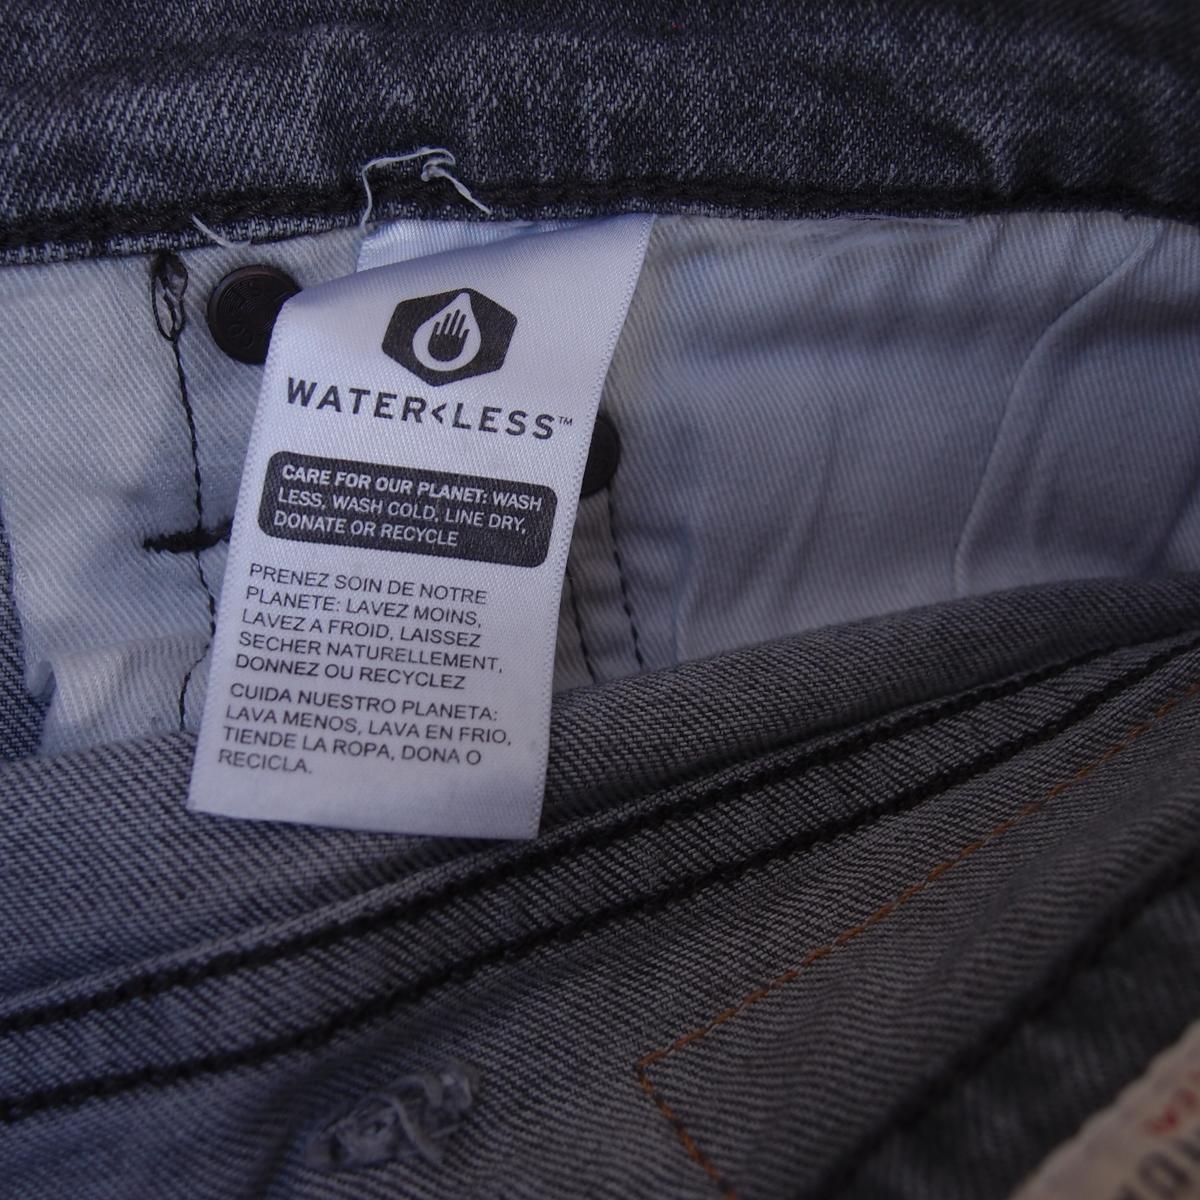 WATER<LESS™
CARE FOR OUR PLANET: WASH
LESS, WASH COLD, LINE DRY,
DONATE OR RECYCLE
PRENEZ SOIN DE NOTRE
PLANETE: LAVEZ MOINS,
LAVEZ A FROID, LAISSEZ
SECHER NATURELLEMENT,
DONNEZ OU RECYCLEZ
CUIDA NUESTRO PLANETA:
LAVA MENOS, LAVA EN FRIO,
TIENDE LA ROPA, DONA O
RECICLA.